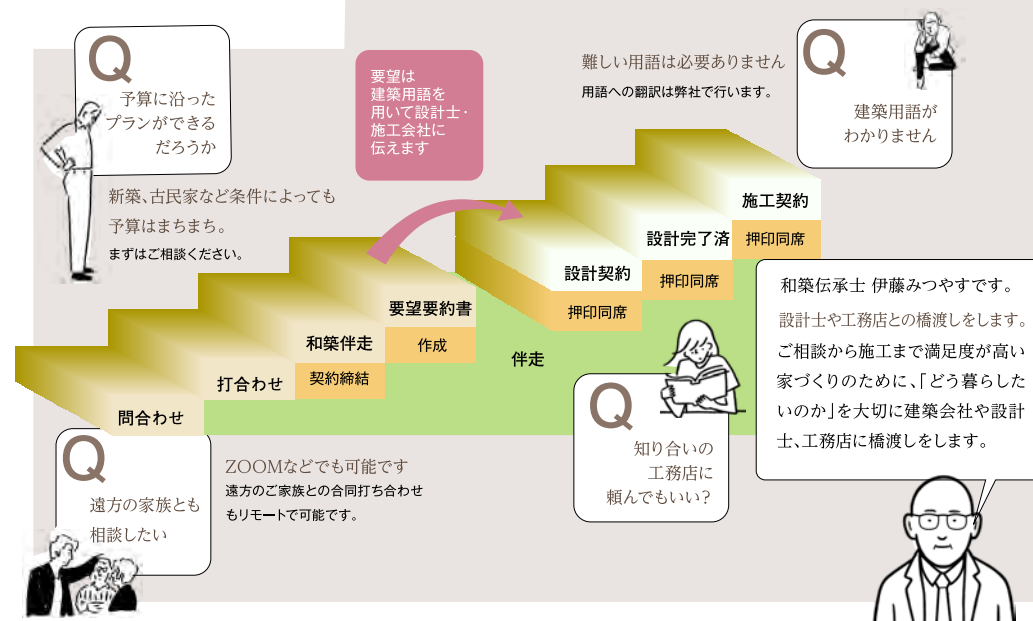 Q
予算に沿った
プランができる
だろうか
新築、古民家など条件によっても
予算はまちまち。
まずはご相談ください。
要望は
建築用語を
用いて設計士・
施工会社に
伝えます
難しい用語は必要ありません
用語への翻訳は弊社で行います。
Q
建築用語が
わかりません
施工契約
押印同席
設計完了済
押印同席
設計契約
押印同席
要望要約書
作成
和築伴走
契約締結
打合わせ
問合わせ
伴走
和築伝承士 伊藤みつやすです。
設計士や工務店との橋渡しをします。
ご相談から施工まで満足度が高い
家づくりのために、「どう暮らした
いのか」を大切に建築会社や設計
士、工務店に橋渡しをします。
Q
知り合いの
工務店に
頼んでもいい？
Q
遠方の家族とも
相談したい
ZOOMなどでも可能です
遠方のご家族との合同打ち合わせ
もリモートで可能です。